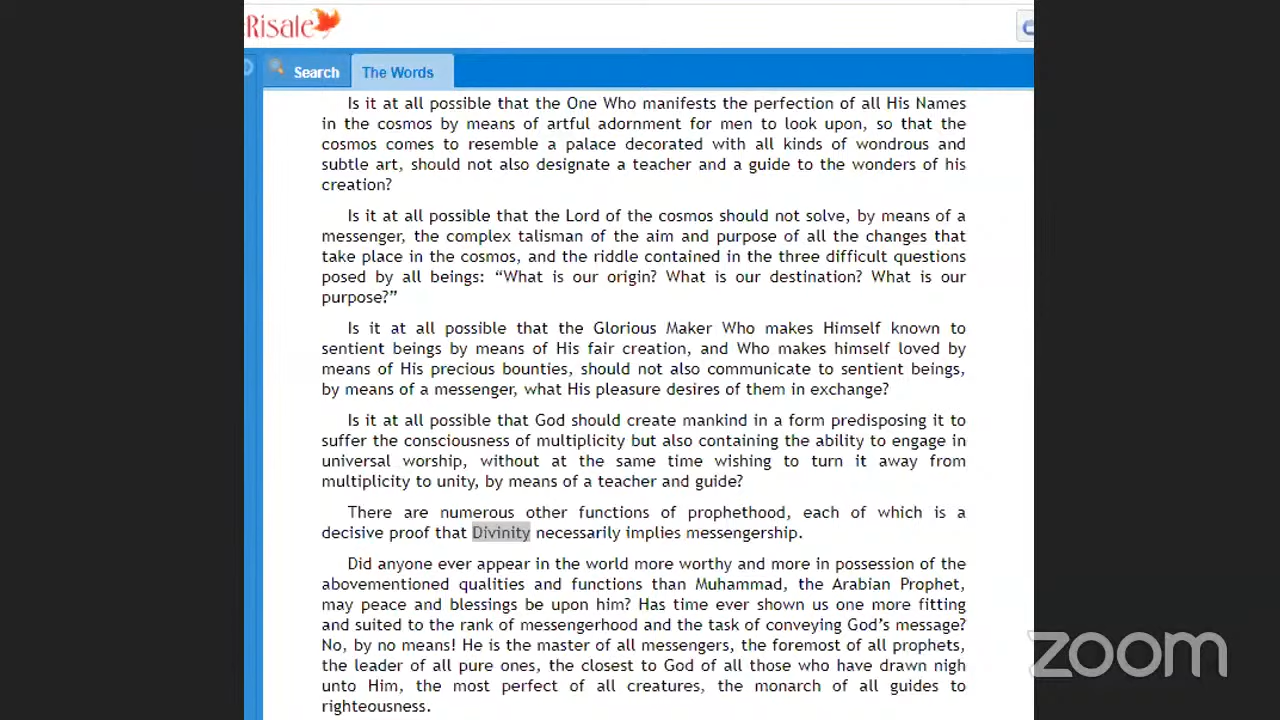 Risale
Search
The Words
Is it at all possible that the One Who manifests the perfection of all His Names
in the cosmos by means of artful adornment for men to look upon, so that the
cosmos comes to resemble a palace decorated with all kinds of wondrous and
subtle art, should not also designate a teacher and a guide to the wonders of his
creation?
Is it at all possible that the Lord of the cosmos should not solve, by means of a
messenger, the complex talisman of the aim and purpose of all the changes that
take place in the cosmos, and the riddle contained in the three difficult questions
posed by all beings: “What is our origin? What is our destination? What is our
purpose?”
Is it at all possible that the Glorious Maker Who makes Himself known to
sentient beings by means of His fair creation, and Who makes himself loved by
means of His precious bounties, should not also communicate to sentient beings,
by means of a messenger, what His pleasure desires of them in exchange?
Is it at all possible that God should create mankind in a form predisposing it to
suffer the consciousness of multiplicity but also containing the ability to engage in
universal worship, without at the same time wishing to turn it away from
multiplicity to unity, by means of a teacher and guide?
There are numerous other functions of prophethood, each of which is a
decisive proof that Divinity necessarily implies messengership.
Did anyone ever appear in the world more worthy and more in possession of the
abovementioned qualities and functions than Muhammad, the Arabian Prophet,
may peace and blessings be upon him? Has time ever shown us one more fitting
and suited to the rank of messengerhood and the task of conveying God’s message?
No, by no means! He is the master of all messengers, the foremost of all prophets,
the leader of all pure ones, the closest to God of all those who have drawn nigh
unto Him, the most perfect of all creatures, the monarch of all guides to
righteousness.
zoom